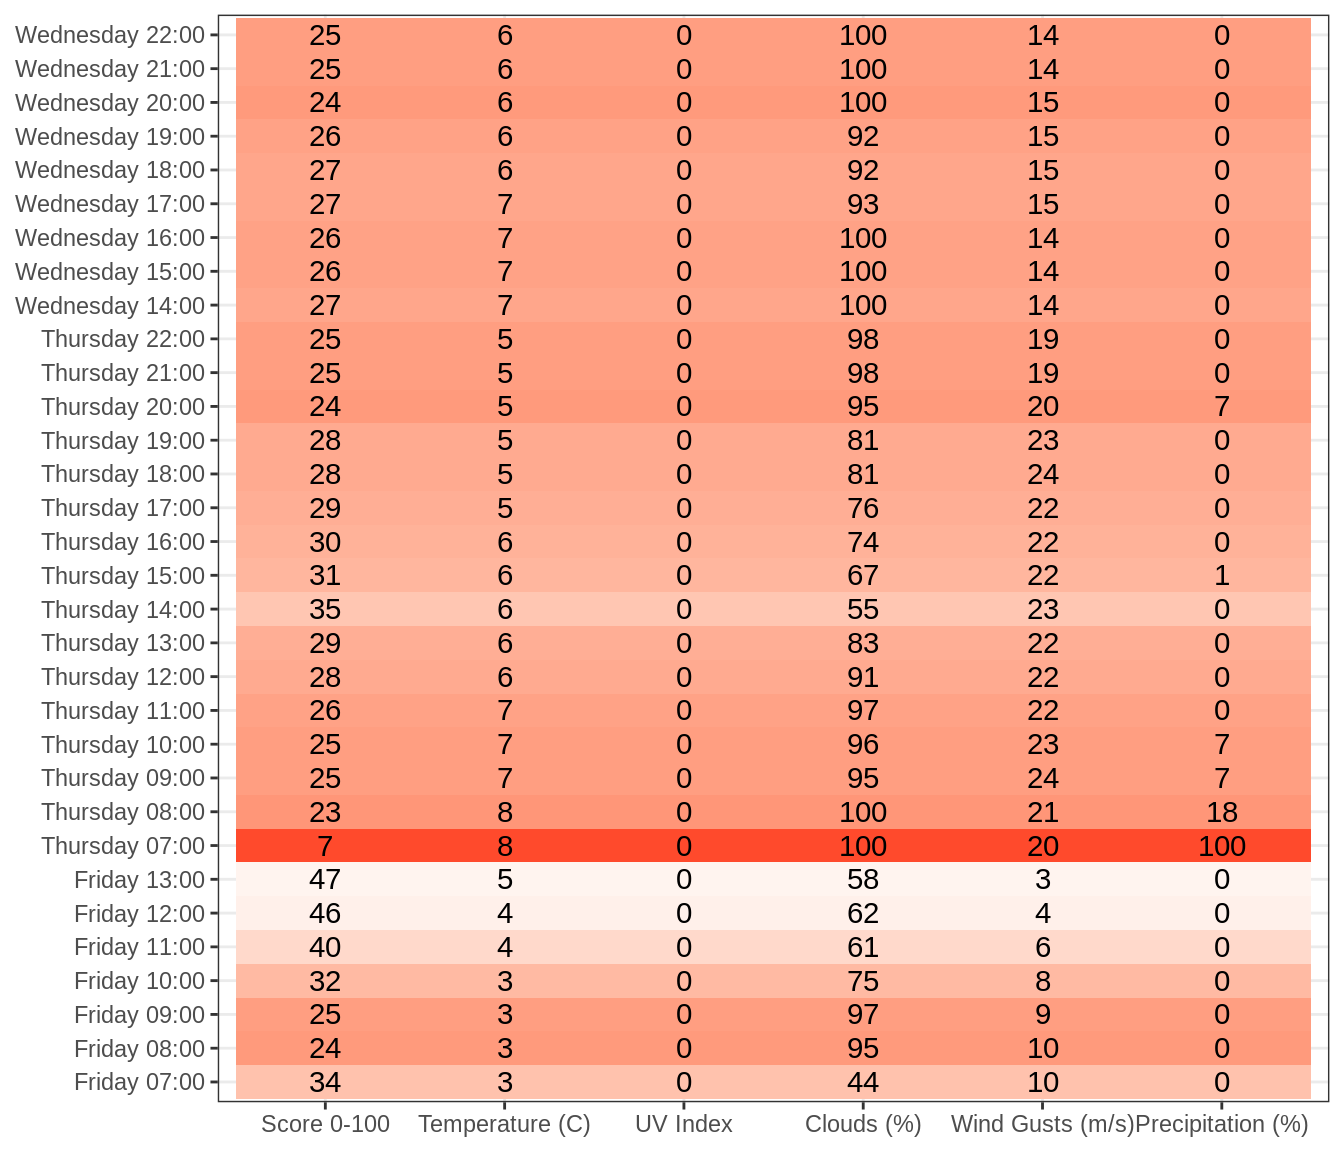 Wednesday 22:00 25 6 0 100 14 0
Wednesday 21:00 25 6 0 100 14 0
Wednesday 20:00 24 6 0 100 15 0
Wednesday 19:00 26 6 0 92 15 0
Wednesday 18:00 27 6 0 92 15 0
Wednesday 17:00 27 7 0 93 15 0
Wednesday 16:00 26 7 0 100 14 0
Wednesday 15:00 26 7 0 100 14 0
Wednesday 14:00 27 7 0 100 14 0
Thursday 22:00 25 5 0 98 19 0
Thursday 21:00 25 5 0 98 19 0
Thursday 20:00 24 5 0 95 20 7
Thursday 19:00 28 5 0 81 23 0
Thursday 18:00 28 5 0 81 24 0
Thursday 17:00 29 5 0 76 22 0
Thursday 16:00 30 6 0 74 22 0
Thursday 15:00 31 6 0 67 22 1
Thursday 14:00 35 6 0 55 23 0
Thursday 13:00 29 6 0 83 22 0
Thursday 12:00 28 6 0 91 22 0
Thursday 11:00 26 7 0 97 22 0
Thursday 10:00 25 7 0 96 23 7
Thursday 09:00 25 7 0 95 24 7
Thursday 08:00 23 8 0 100 21 18
Thursday 07:00 7 8 0 100 20 100
Friday 13:00 47 5 0 58 3 0
Friday 12:00 46 4 0 62 4 0
Friday 11:00 40 4 0 61 6 0
Friday 10:00 32 3 0 75 8 0
Friday 09:00 25 3 0 97 9 0
Friday 08:00 24 3 0 95 10 0
Friday 07:00 34 3 0 44 10 0
Score 0-100 Temperature (C) UV Index Clouds (%) Wind Gusts (m/s) Precipitation (%)